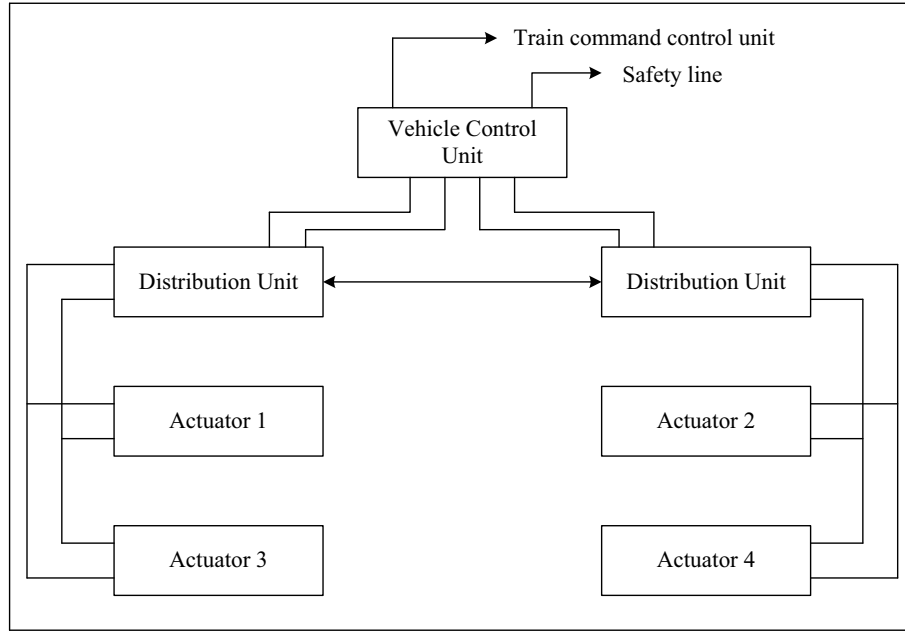 Train command control unit
Safety line
Vehicle Control
Unit
Distribution Unit
Distribution Unit
Actuator 1
Actuator 2
Actuator 3
Actuator 4